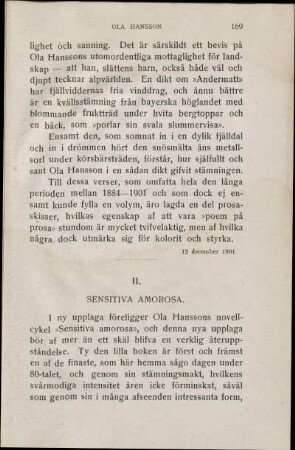 OLA HANSSON 169
lighet och sanning. Det är särskildt ett bevis på
Ola Hanssons utomordentliga mottaglighet för land-
skap — att han, slättens barn, också både väl och
djupt tecknar alpvärlden. En dikt om »Andermatt»
har fjällviddernas fria vinddrag, och ännu bättre
är en kvällsstämning från bayerska höglandet med
blommande fruktträd under hvita bergtoppar och
en bäck, som »porlar sin svala slummervisa».
Ensamt den, som somnat in i en dylik fjälldal
och in i drömmen hört den snösmälta åns metall-
sorl under körsbärsträden, förstår, hur själfullt och
sant Ola Hansson i en sådan dikt gifvit stämningen.
Till dessa verser, som omfatta hela den långa
perioden mellan 1884—1901 och som dock ej en-
samt kunde fylla en volym, äro lagda en del prosa-
skisser, hvilkas egenskap af att vara »poem på
prosa» stundom är mycket tvifvelaktig, men af hvilka
några dock utmärka sig för kolorit och styrka.
12 december 1901.
II.
SENSITIVA AMOROSA.
I ny upplaga föreligger Ola Hanssons novell-
cykel »Sensitiva amorosa», och denna nya upplaga
bör af mer än ett skäl blifva en verklig återupp-
ståndelse. Ty den lilla boken är först och främst
en af de finaste, som här hemma sågo dagen under
80-talet, och genom sin stämningsmakt, hvilkens
svårmodiga intensitet åren icke förminskat, såväl
som genom sin i många afseenden intressanta form,